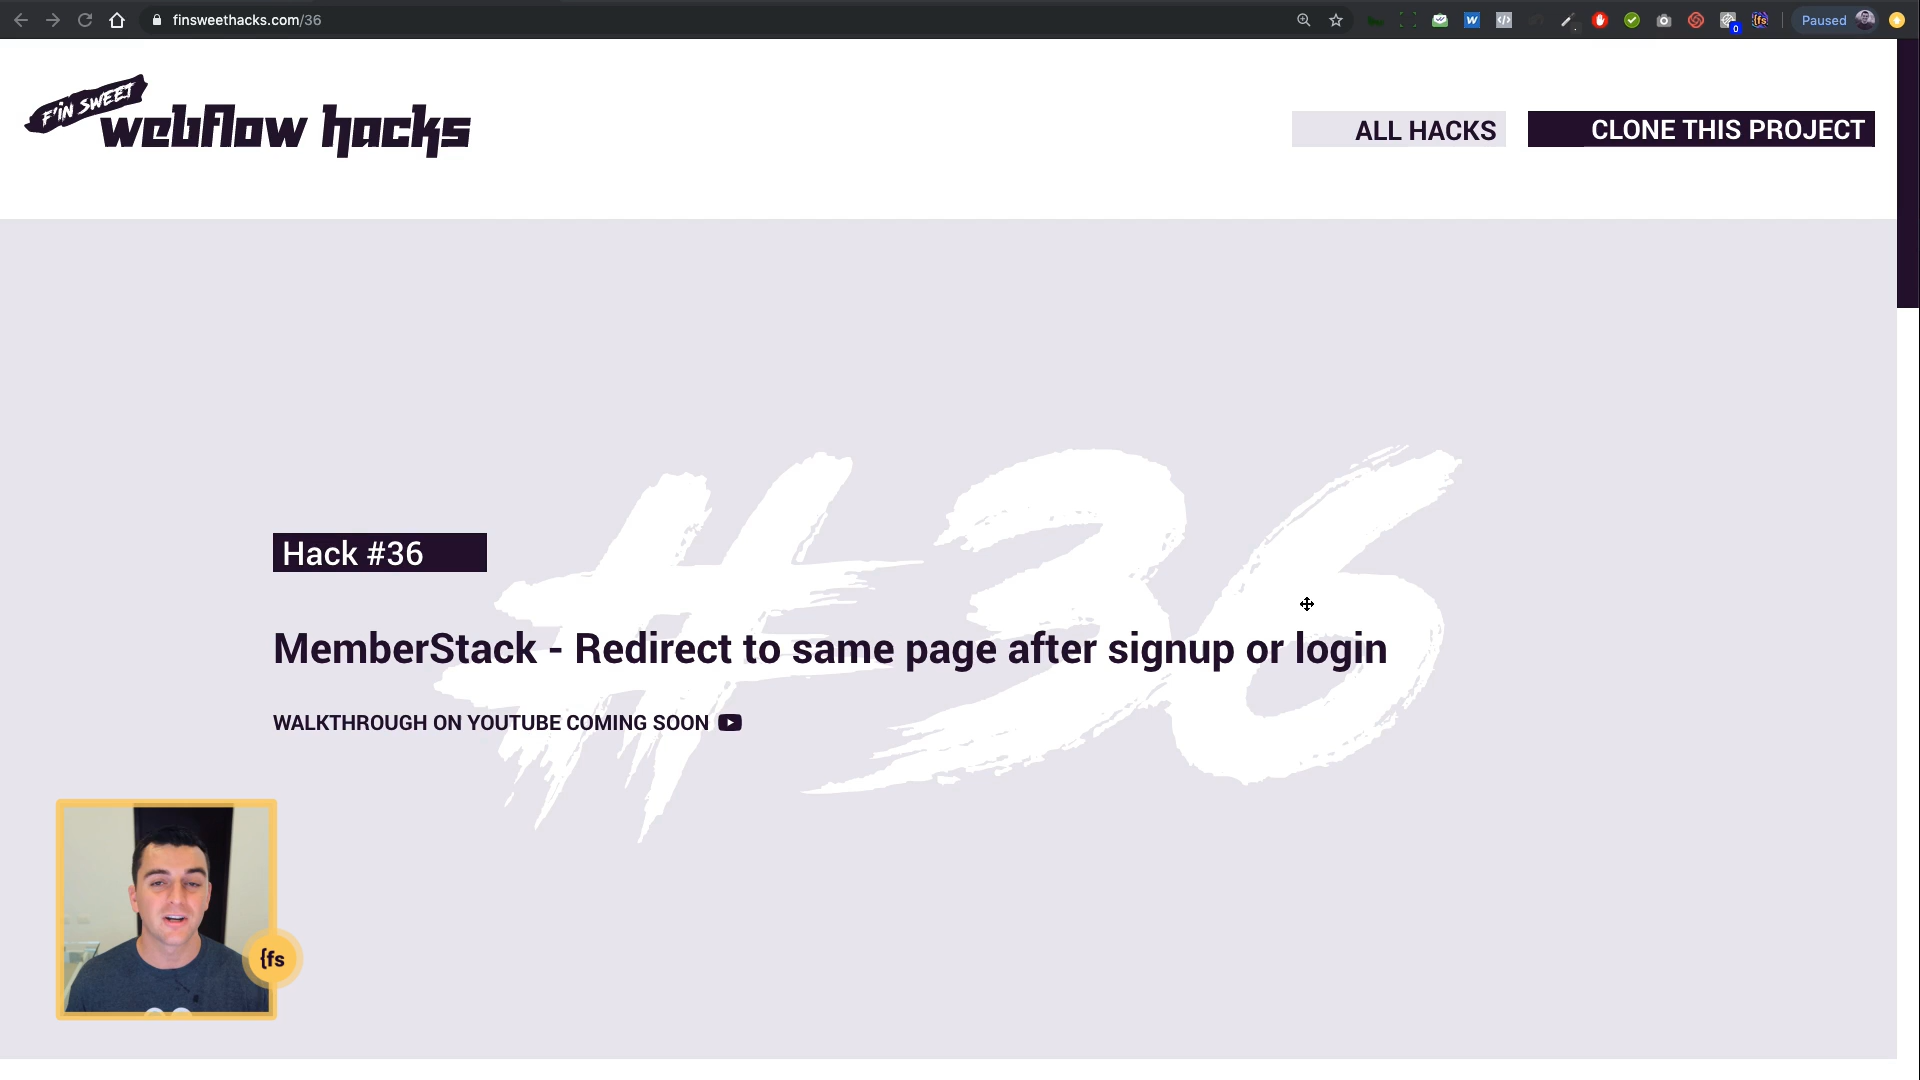 finsweethacks.com/36
Paused
F'IN SWEET
webflow hacks
ALL HACKS
CLONE THIS PROJECT
#36
Hack #36
MemberStack - Redirect to same page after signup or login
WALKTHROUGH ON YOUTUBE COMING SOON
{fs